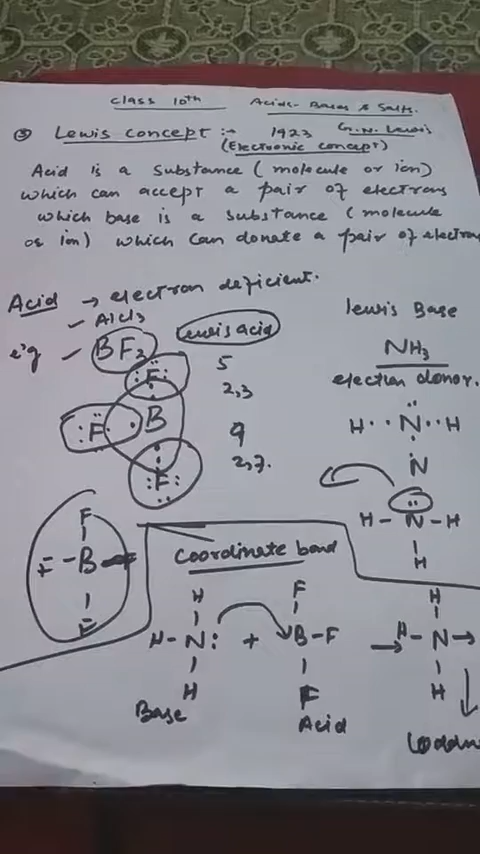 Class 10th Acids-Bases & Salts.
③ Lewis concept :- 1923 G.N. Lewis
(Electronic concept)
Acid is a substance (molecule or ion)
which can accept a pair of electrons
which base is a substance (molecule
or ion) which can donate a pair of electron
Acid → electron deficient.
✓ AlCl3
e'g ✓ BF3 Lewis acid
5
2,3
9
2,7.
F
F B
F
Lewis Base
NH3
electron donor.
H N H
N
H-N-H
H
F
F-B-F
F
Coordinate bond
H F H
H-N: + B-F → H-N→
H F H
Base Acid